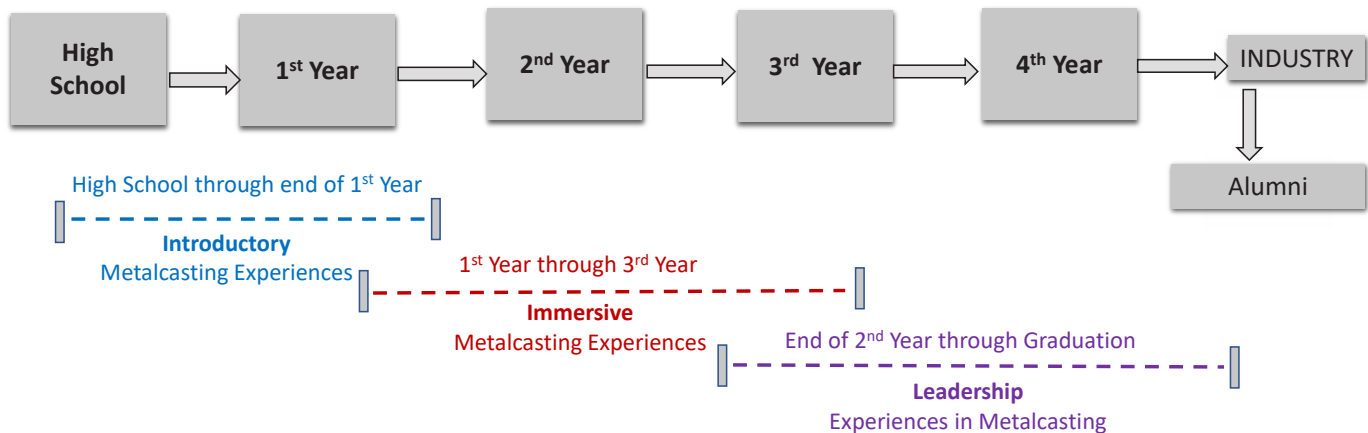 High
School
1st Year
2nd Year
3rd Year
4th Year
INDUSTRY
Alumni
High School through end of 1st Year
Introductory
Metalcasting Experiences
1st Year through 3rd Year
Immersive
Metalcasting Experiences
End of 2nd Year through Graduation
Leadership
Experiences in Metalcasting